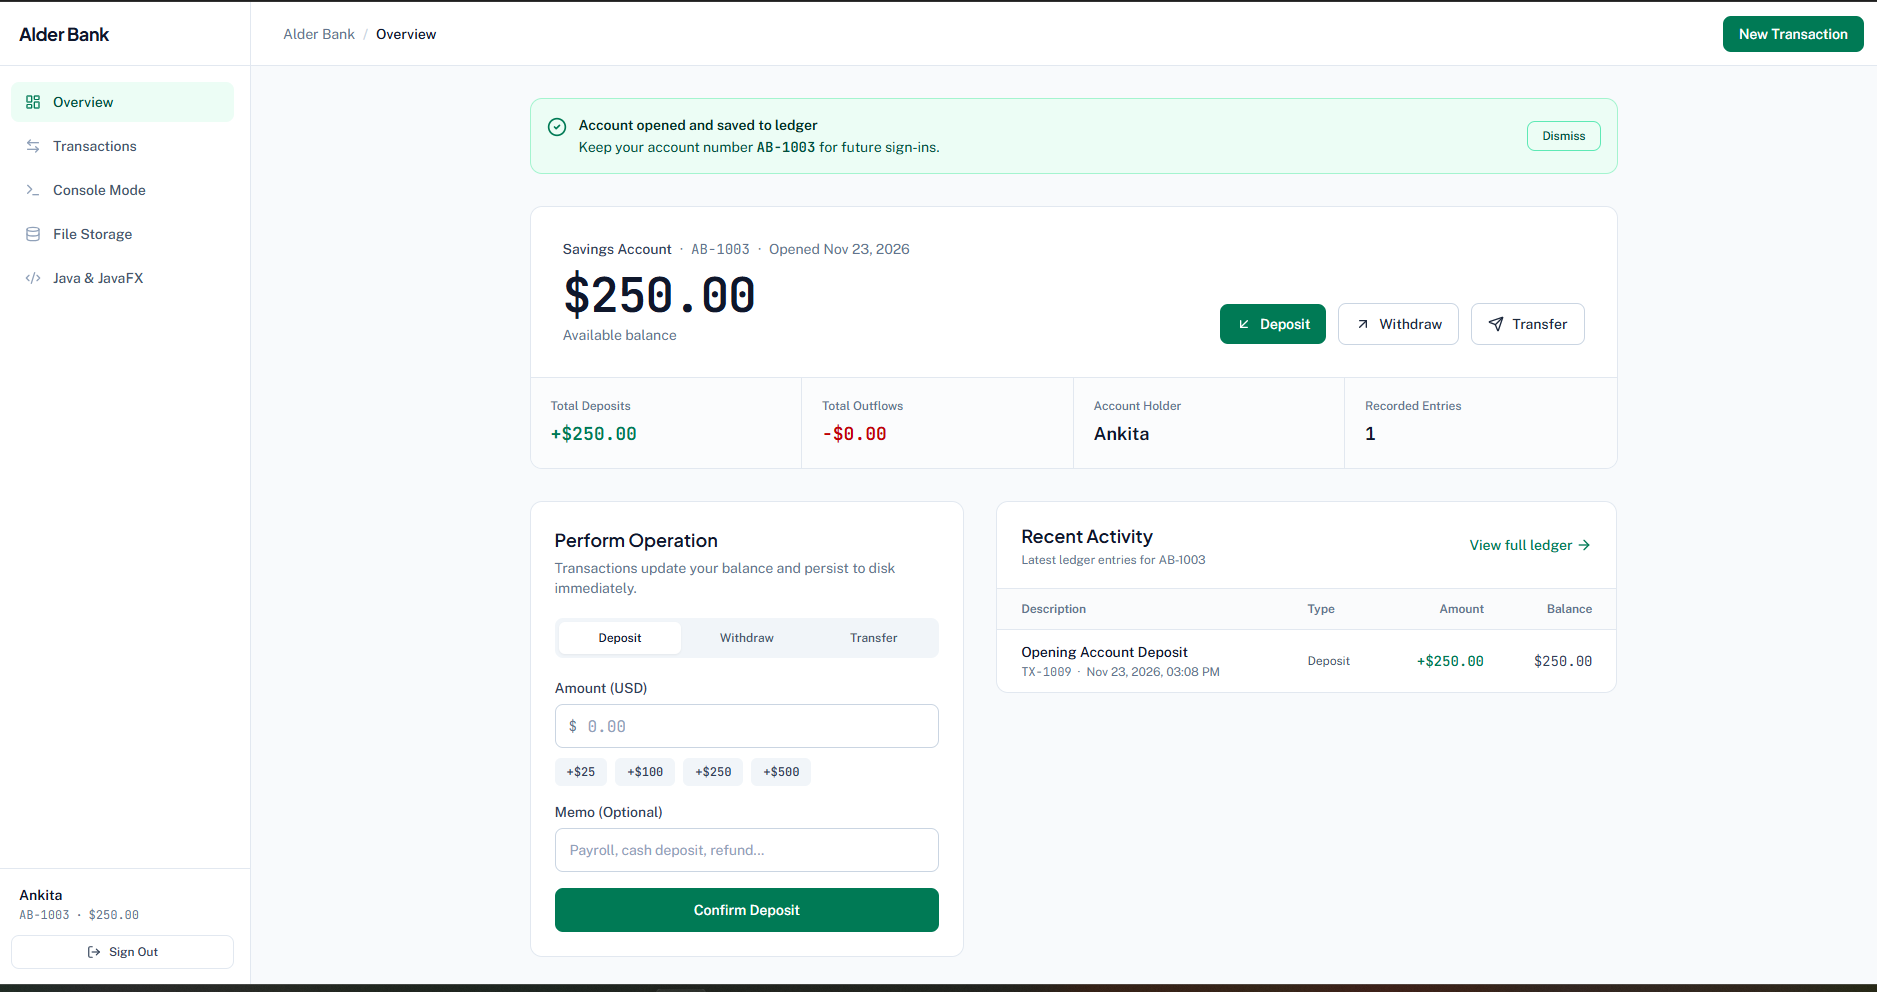 Alder Bank
Alder Bank / Overview
New Transaction
Overview
Transactions
Console Mode
File Storage
Java & JavaFX
Account opened and saved to ledger
Keep your account number AB-1003 for future sign-ins.
Dismiss
Savings Account · AB-1003 · Opened Nov 23, 2026
$250.00
Available balance
Deposit
Withdraw
Transfer
Total Deposits
+$250.00
Total Outflows
-$0.00
Account Holder
Ankita
Recorded Entries
1
Perform Operation
Transactions update your balance and persist to disk
immediately.
Deposit Withdraw Transfer
Amount (USD)
$ 0.00
+$25 +$100 +$250 +$500
Memo (Optional)
Payroll, cash deposit, refund...
Confirm Deposit
Recent Activity
Latest ledger entries for AB-1003
View full ledger →
Description Type Amount Balance
Opening Account Deposit
TX-1009 · Nov 23, 2026, 03:08 PM
Deposit +$250.00 $250.00
Ankita
AB-1003 · $250.00
Sign Out